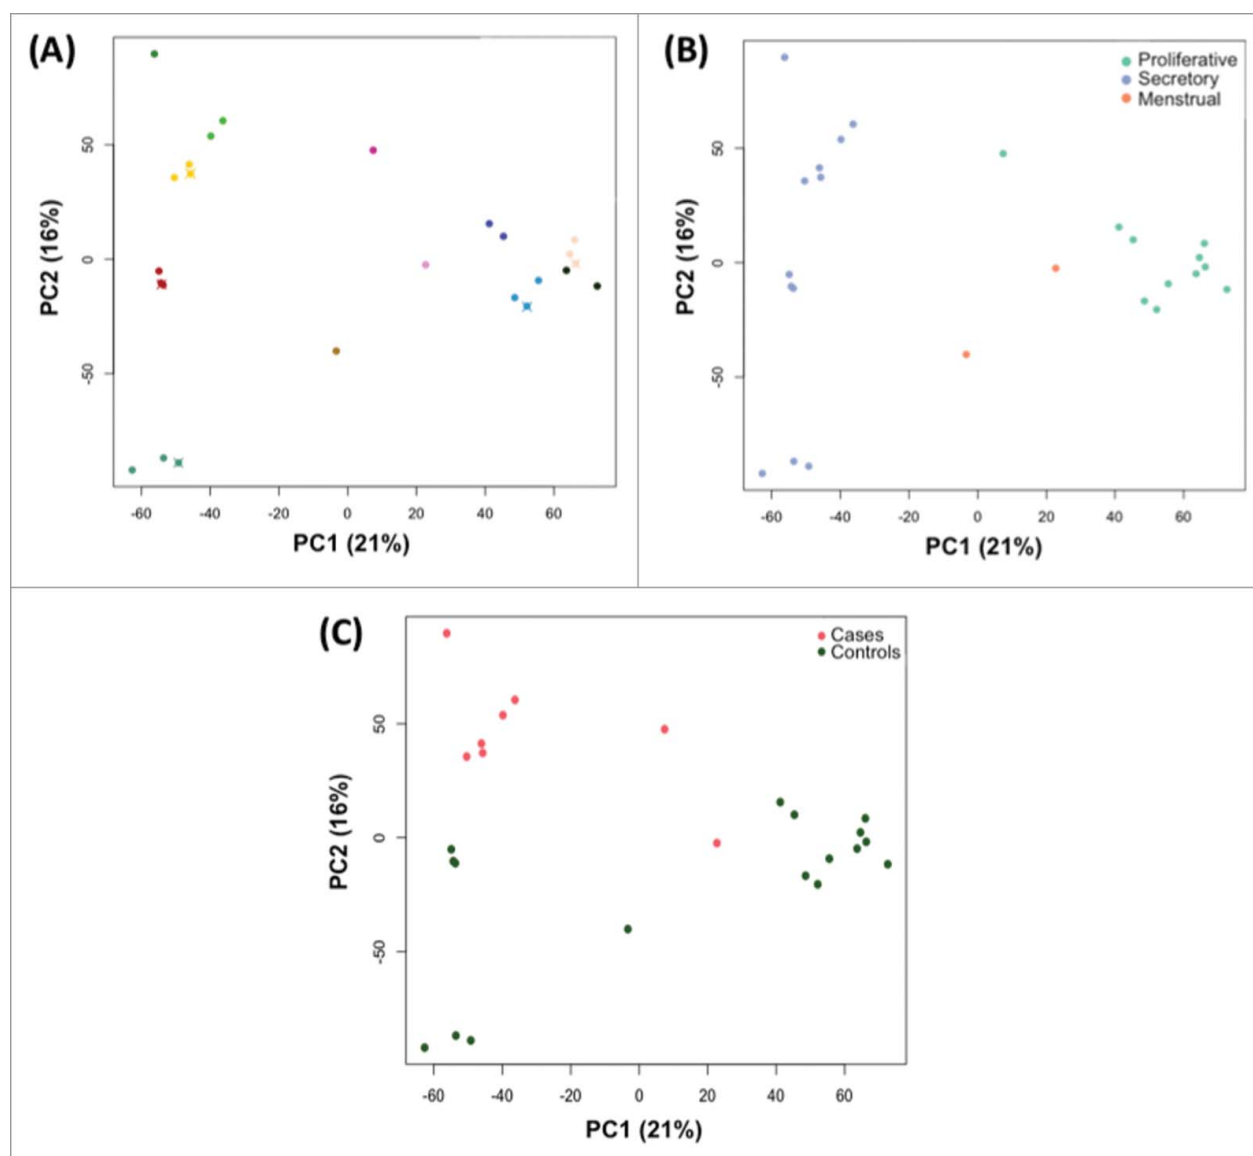 (A)
50
0
-50
PC2 (16%)
-60 -40 -20 0 20 40 60
PC1 (21%)
(B)
Proliferative
Secretory
Menstrual
50
0
-50
PC2 (16%)
-60 -40 -20 0 20 40 60
PC1 (21%)
(C)
Cases
Controls
50
0
-50
PC2 (16%)
-60 -40 -20 0 20 40 60
PC1 (21%)